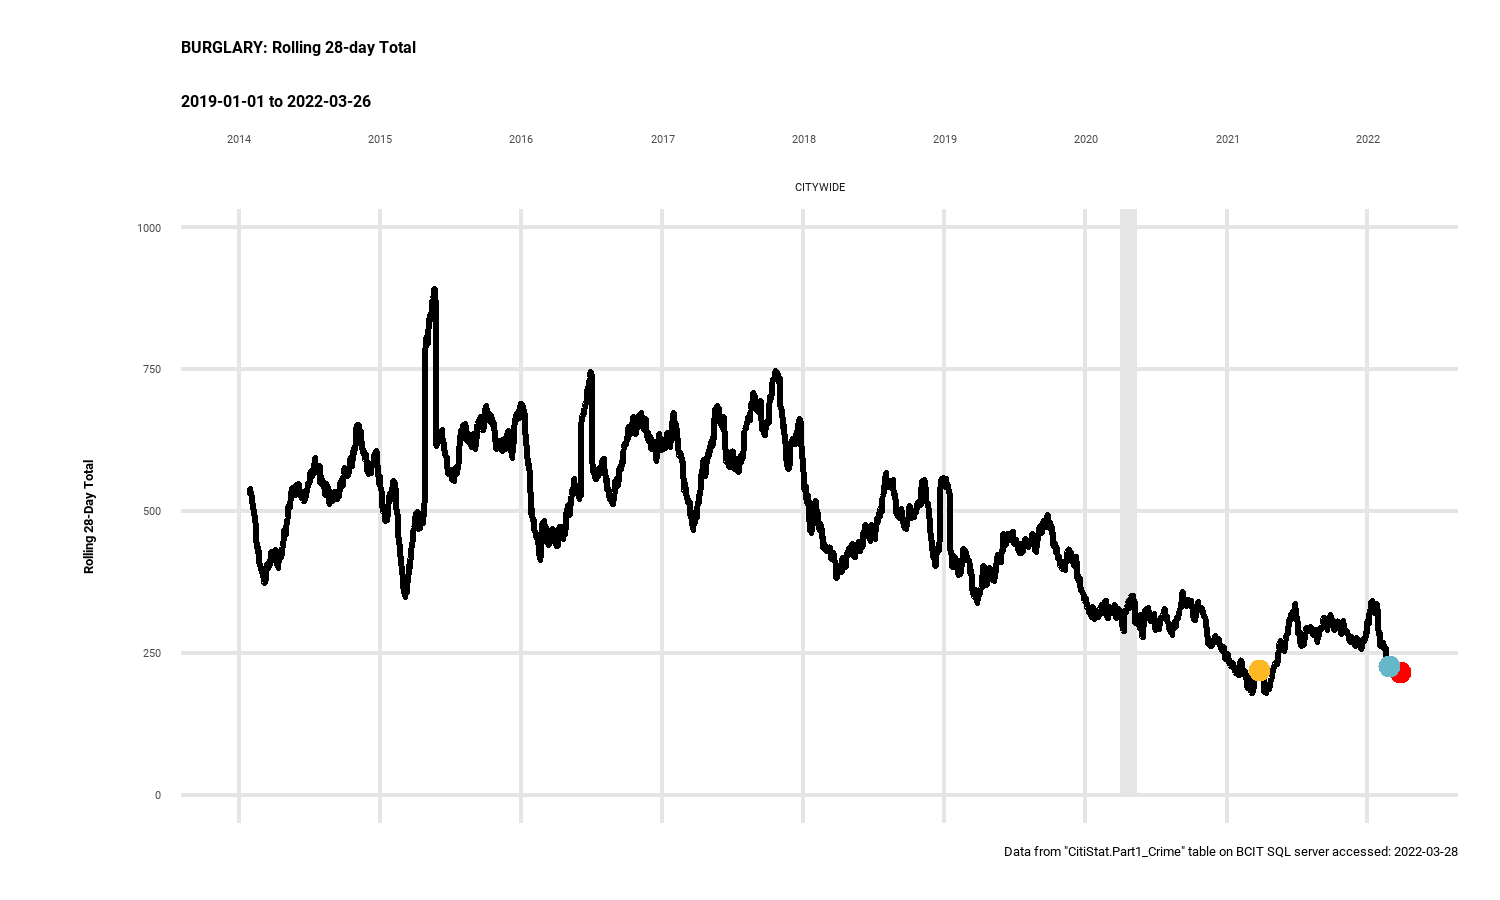 BURGLARY: Rolling 28-day Total
2019-01-01 to 2022-03-26
2014 2015 2016 2017 2018 2019 2020 2021 2022
CITYWIDE
1000
750
500
250
0
Rolling 28-Day Total
Data from "CitiStat.Part1_Crime" table on BCIT SQL server accessed: 2022-03-28